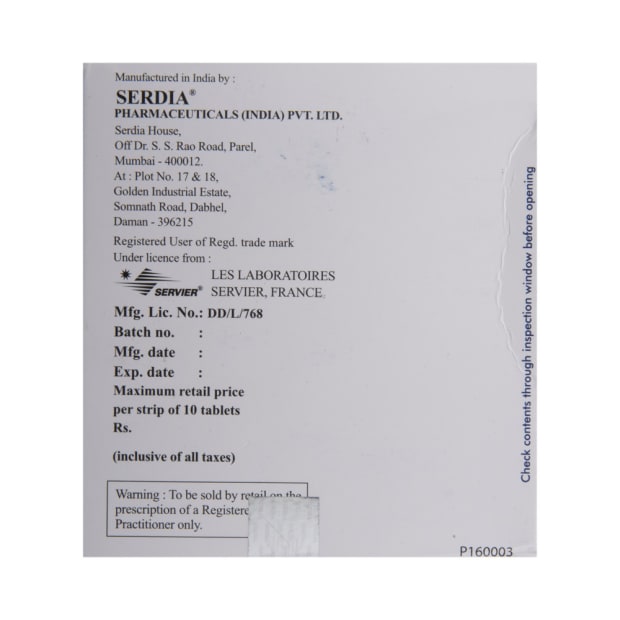 Manufactured in India by :
SERDIA®
PHARMACEUTICALS (INDIA) PVT. LTD.
Serdia House,
Off Dr. S. S. Rao Road, Parel,
Mumbai - 400012.
At : Plot No. 17 & 18,
Golden Industrial Estate,
Somnath Road, Dabhel,
Daman - 396215
Registered User of Regd. trade mark
Under licence from :
SERVIER®
LES LABORATOIRES
SERVIER, FRANCE.
Mfg. Lic. No.: DD/L/768
Batch no. :
Mfg. date :
Exp. date :
Maximum retail price
per strip of 10 tablets
Rs.
(inclusive of all taxes)
Warning : To be sold by retail on the
prescription of a Registere
Practitioner only.
Check contents through inspection window before opening
P160003